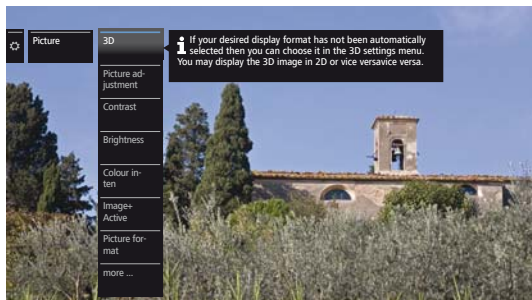 Picture
3D
Picture ad-
justment
Contrast
Brightness
Colour in-
ten
Image+
Active
Picture for-
mat
more ...
If your desired display format has not been automatically
selected then you can choose it in the 3D settings menu.
You may display the 3D image in 2D or vice versavice versa.